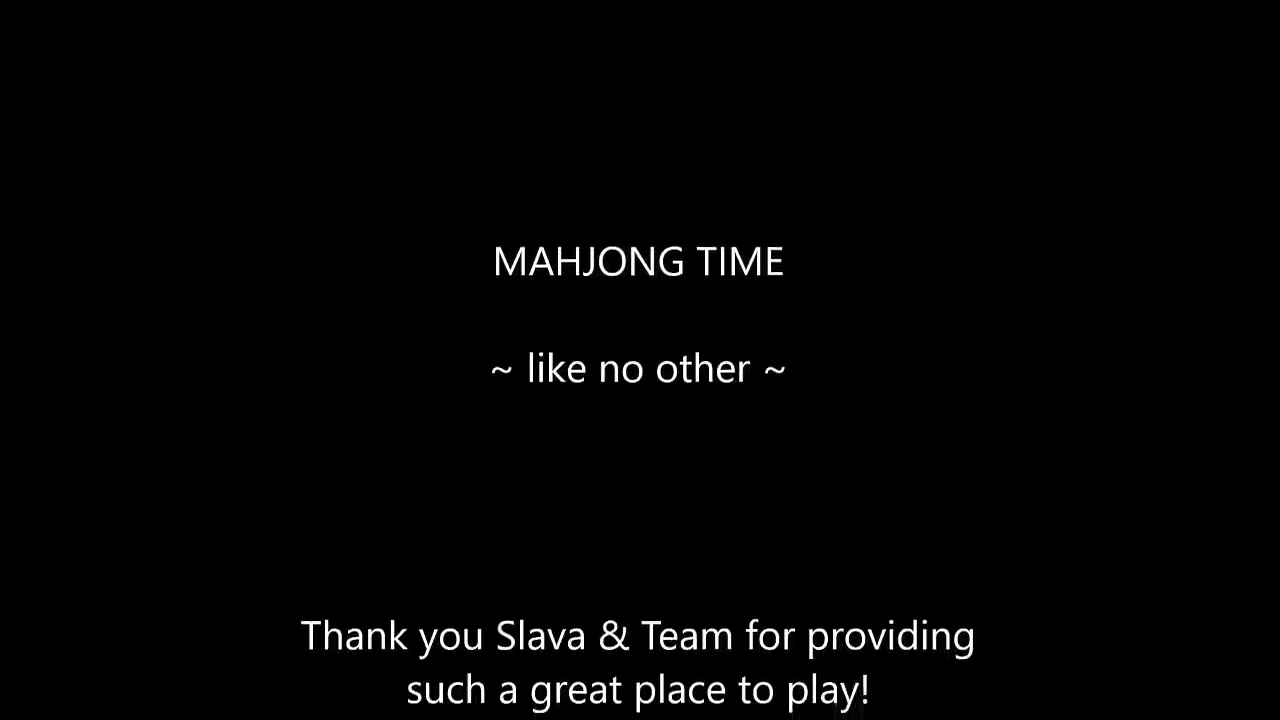 MAHJONG TIME
~ like no other ~
Thank you Slava & Team for providing
such a great place to play!